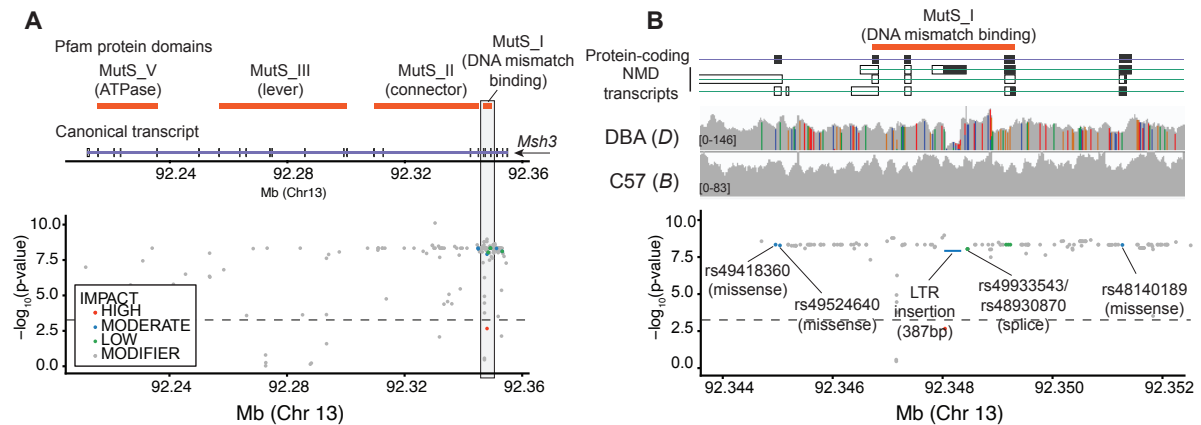 A
Pfam protein domains
MutS_V
(ATPase)
MutS_III
(lever)
MutS_II
(connector)
MutS_I
(DNA mismatch
binding)
Canonical transcript
Msh3
92.24
92.28
92.32
92.36
Mb (Chr13)
−log10(p-value)
10.0
7.5
5.0
2.5
0.0
IMPACT
HIGH
MODERATE
LOW
MODIFIER
92.24
92.28
92.32
92.36
Mb (Chr 13)
B
MutS_I
(DNA mismatch binding)
Protein-coding
NMD
transcripts
DBA (D)
[0-146]
C57 (B)
[0-83]
−log10(p-value)
10.0
7.5
5.0
2.5
0.0
rs49418360
(missense)
rs49524640
(missense)
LTR
insertion
(387bp)
rs49933543/
rs48930870
(splice)
rs48140189
(missense)
92.344
92.346
92.348
92.350
92.352
Mb (Chr 13)